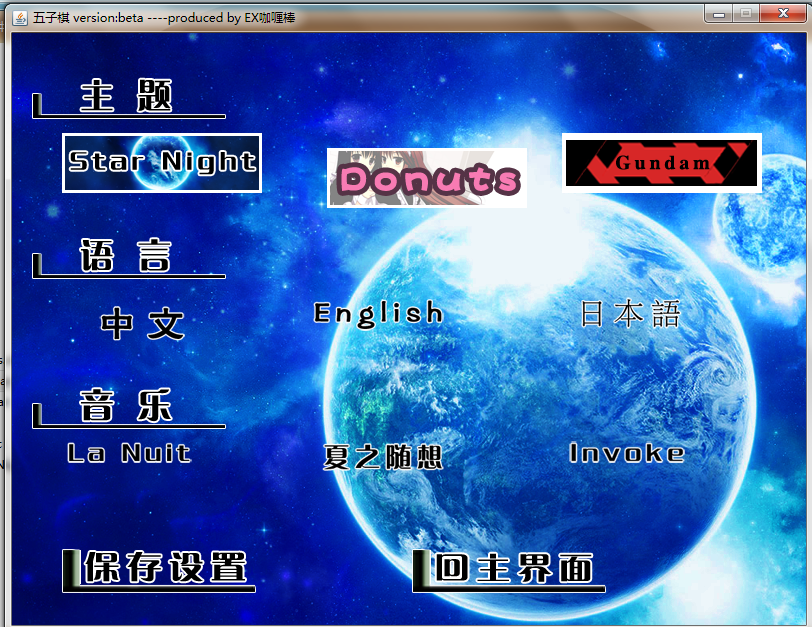 五子棋 version:beta ----produced by EX咖喱棒
主题
Star Night
Donuts
Gundam
语言
中文
English
日本語
音乐
La Nuit
夏之随想
Invoke
保存设置
回主界面